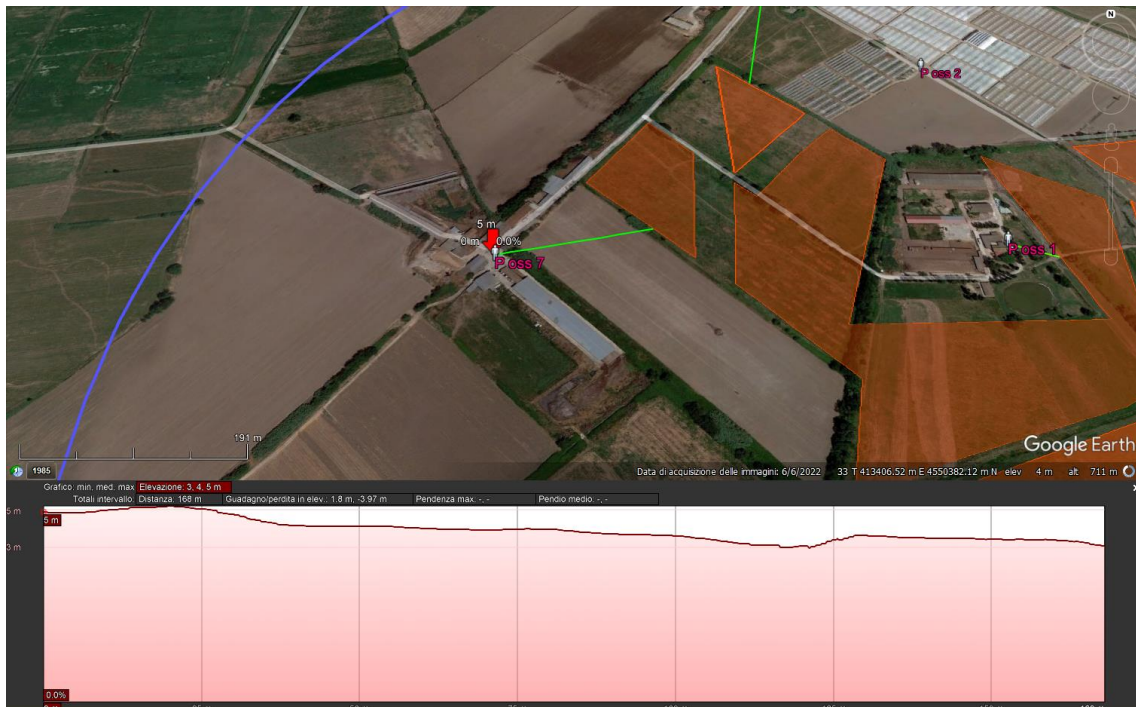 N
P oss 2
5 m
0 m 0.0%
P oss 7
P oss 1
191 m
Google Earth
1985
Data di acquisizione delle immagini: 6/6/2022 33 T 413406.52 m E 4550382.12 m N elev 4 m alt 711 m
Grafico: min. med. max Elevazione: 3, 4, 5 m
Totali intervallo: Distanza: 168 m Guadagno/perdita in elev.: 1.8 m, -3.97 m Pendenza max: -, - Pendio medio: -, -
5 m
5 m
3 m
0.0%